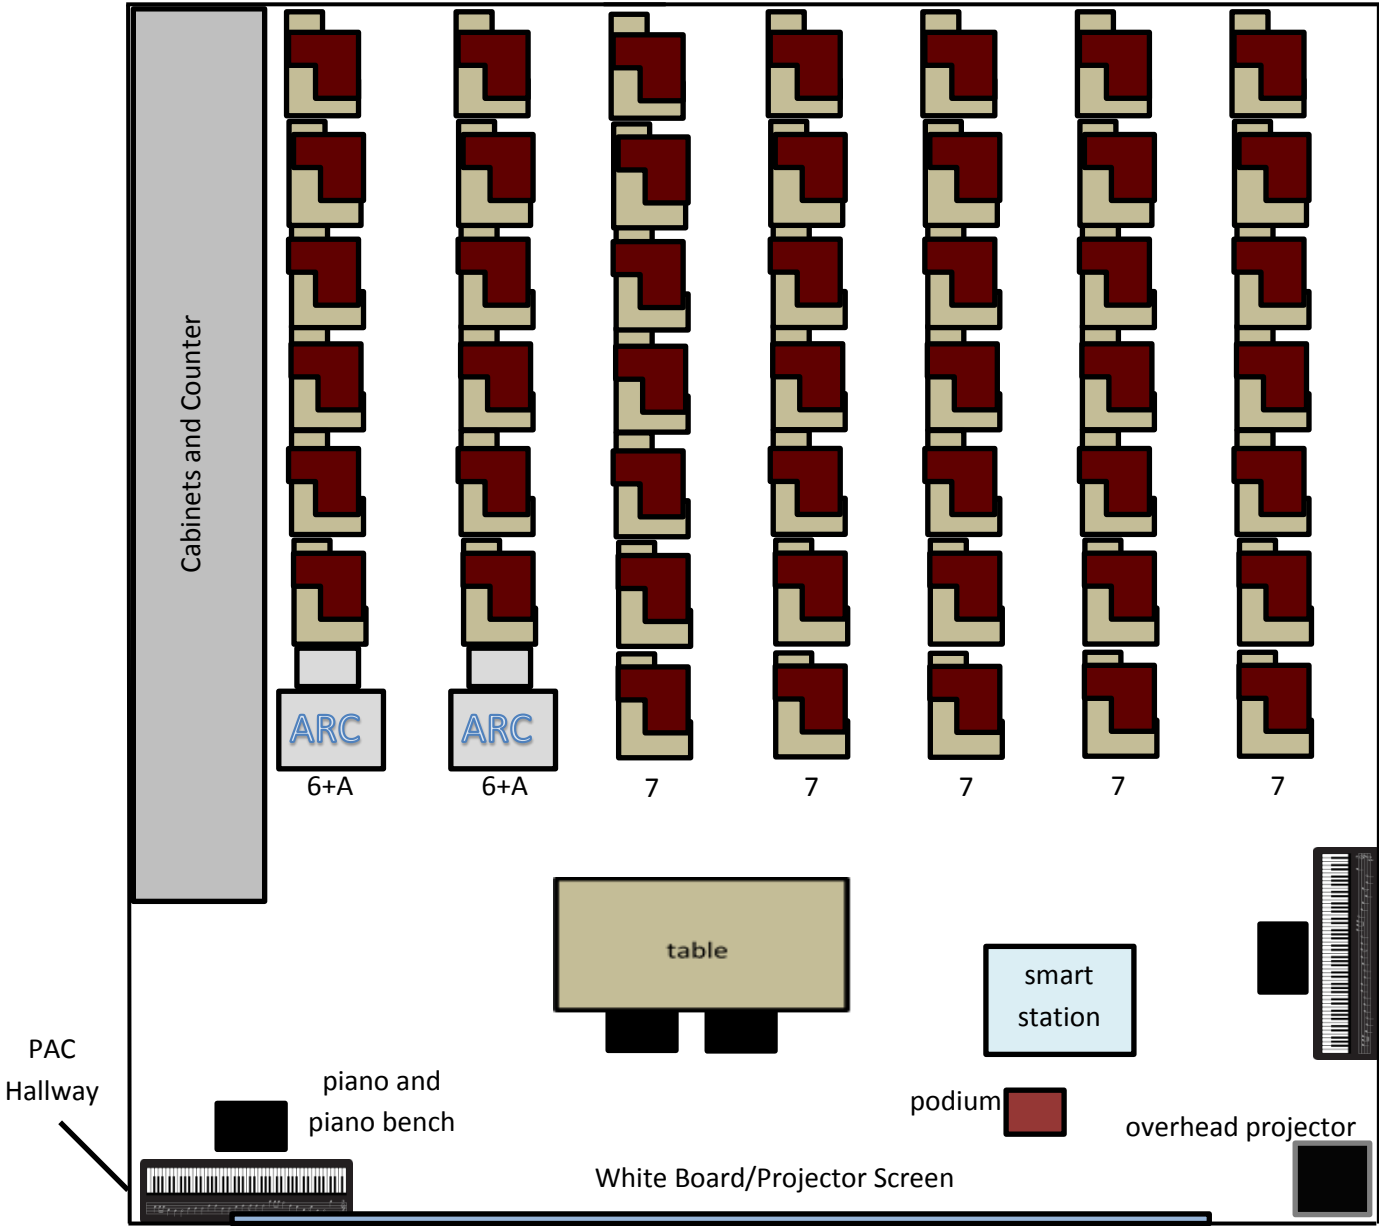 Cabinets and Counter
ARC
ARC
6+A
6+A
7
7
7
7
7
table
smart
station
PAC
Hallway
piano and
piano bench
podium
overhead projector
White Board/Projector Screen